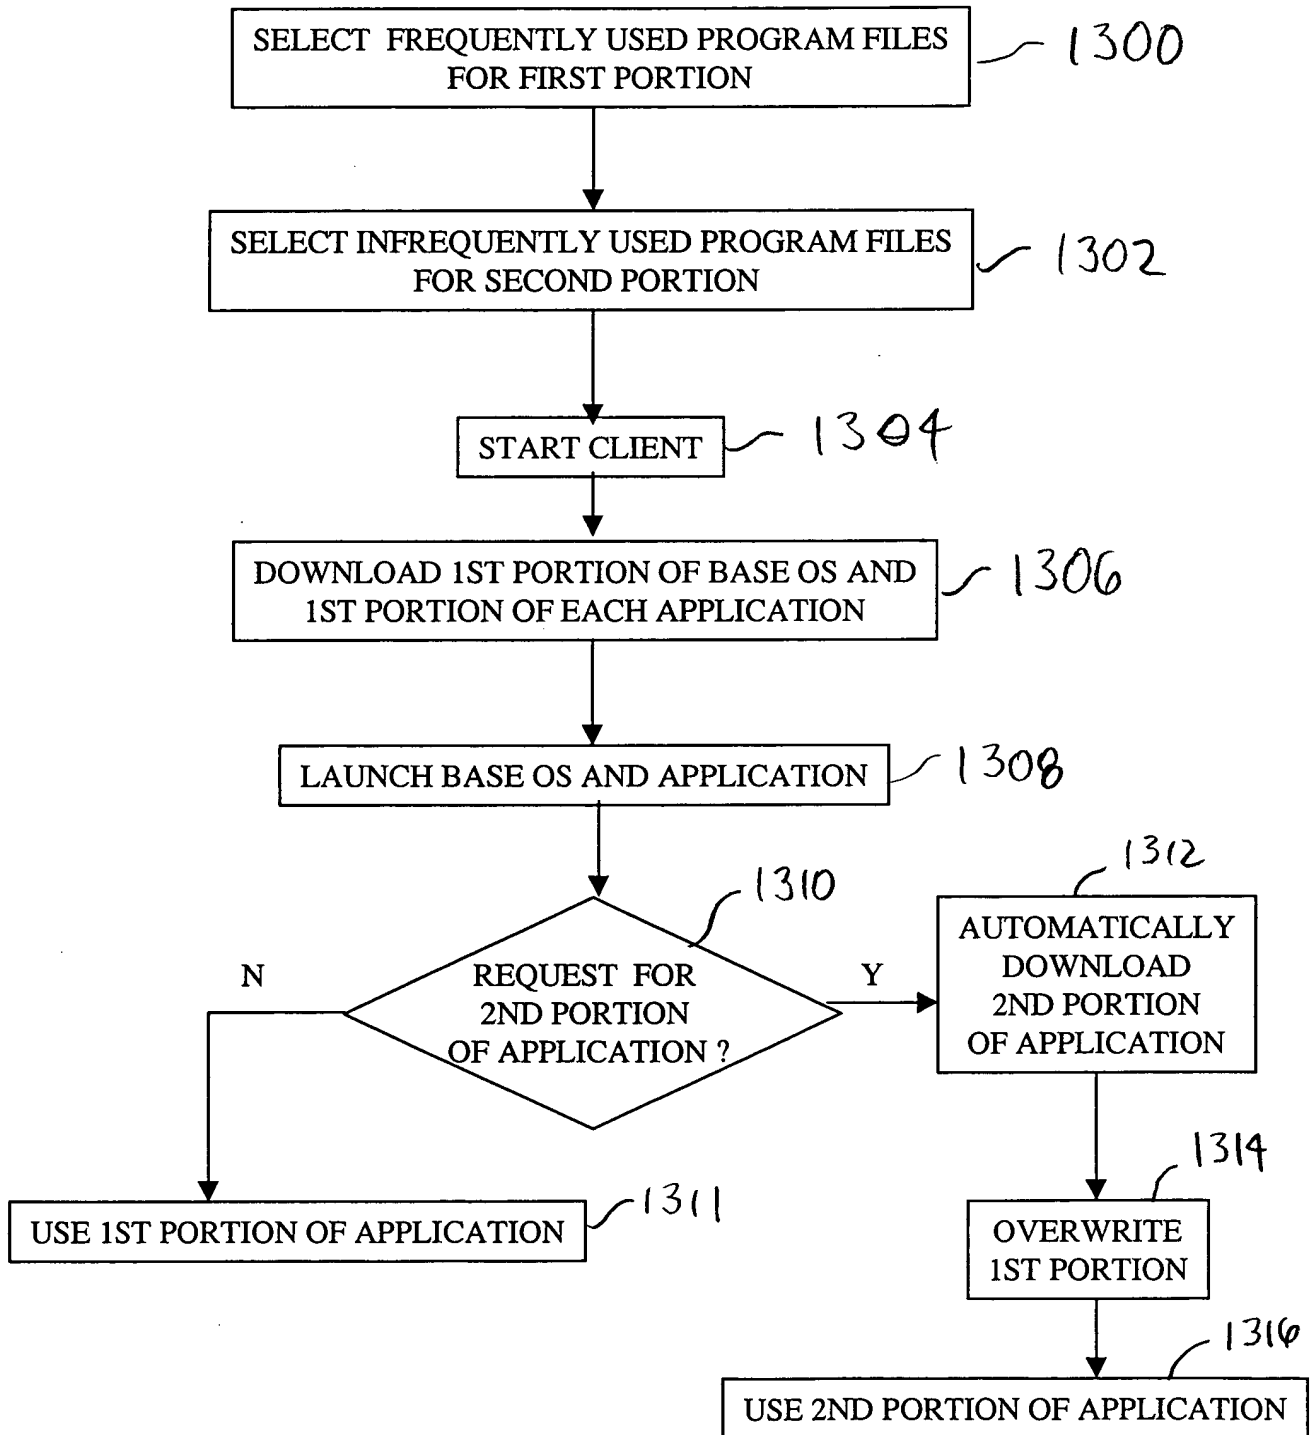 SELECT FREQUENTLY USED PROGRAM FILES
FOR FIRST PORTION
1300
SELECT INFREQUENTLY USED PROGRAM FILES
FOR SECOND PORTION
1302
START CLIENT
1304
DOWNLOAD 1ST PORTION OF BASE OS AND
1ST PORTION OF EACH APPLICATION
1306
LAUNCH BASE OS AND APPLICATION
1308
1310
REQUEST FOR
2ND PORTION
OF APPLICATION ?
N
Y
1312
AUTOMATICALLY
DOWNLOAD
2ND PORTION
OF APPLICATION
USE 1ST PORTION OF APPLICATION
1311
1314
OVERWRITE
1ST PORTION
1316
USE 2ND PORTION OF APPLICATION